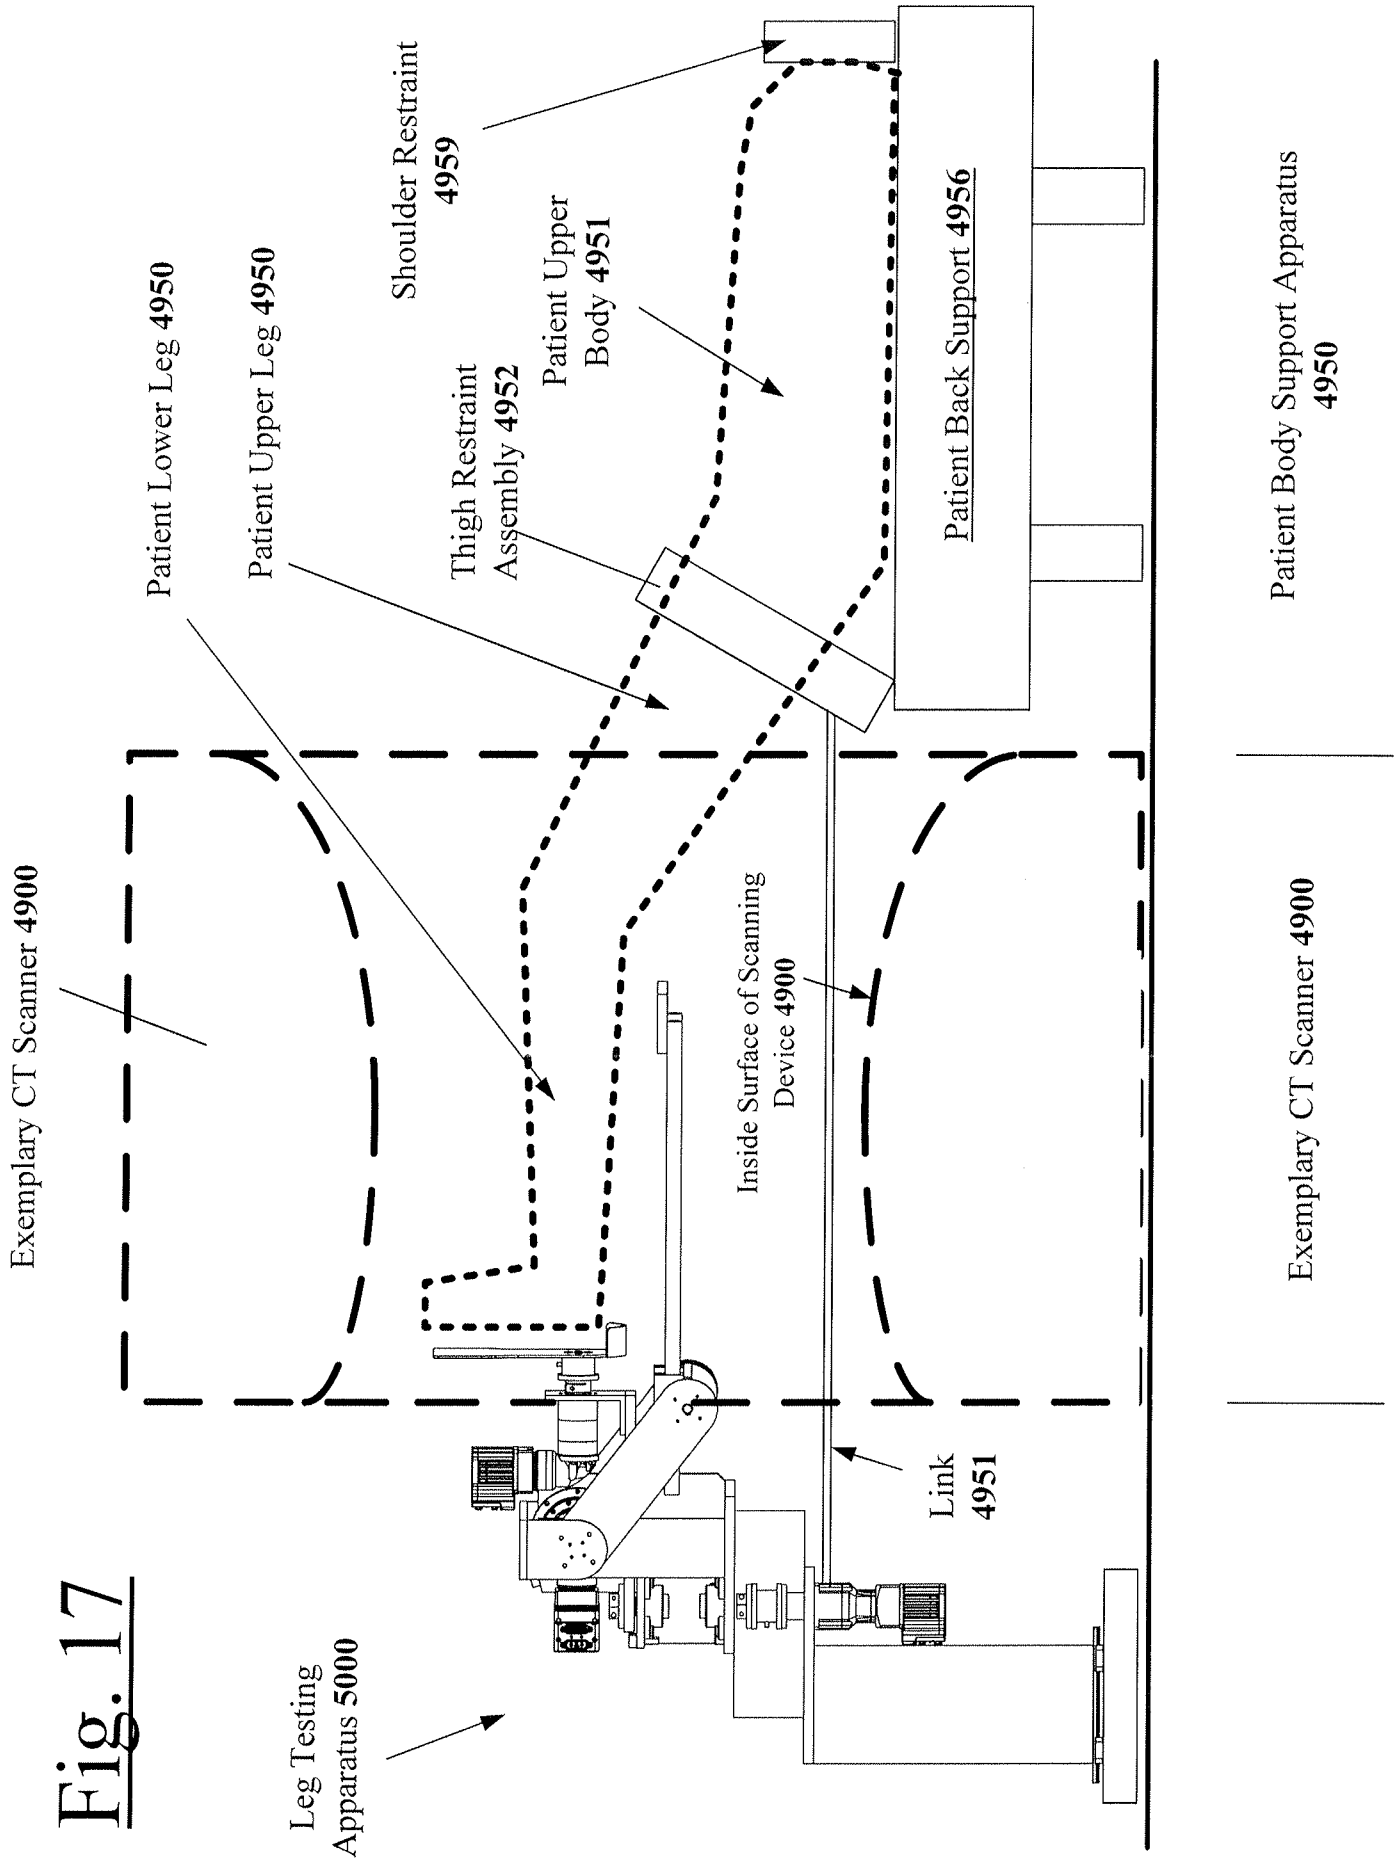 Fig. 17
Exemplary CT Scanner 4900
Patient Lower Leg 4950
Patient Upper Leg 4950
Shoulder Restraint
4959
Thigh Restraint
Assembly 4952
Patient Upper
Body 4951
Leg Testing
Apparatus 5000
Inside Surface of Scanning
Device 4900
Patient Back Support 4956
Link
4951
Exemplary CT Scanner 4900
Patient Body Support Apparatus
4950